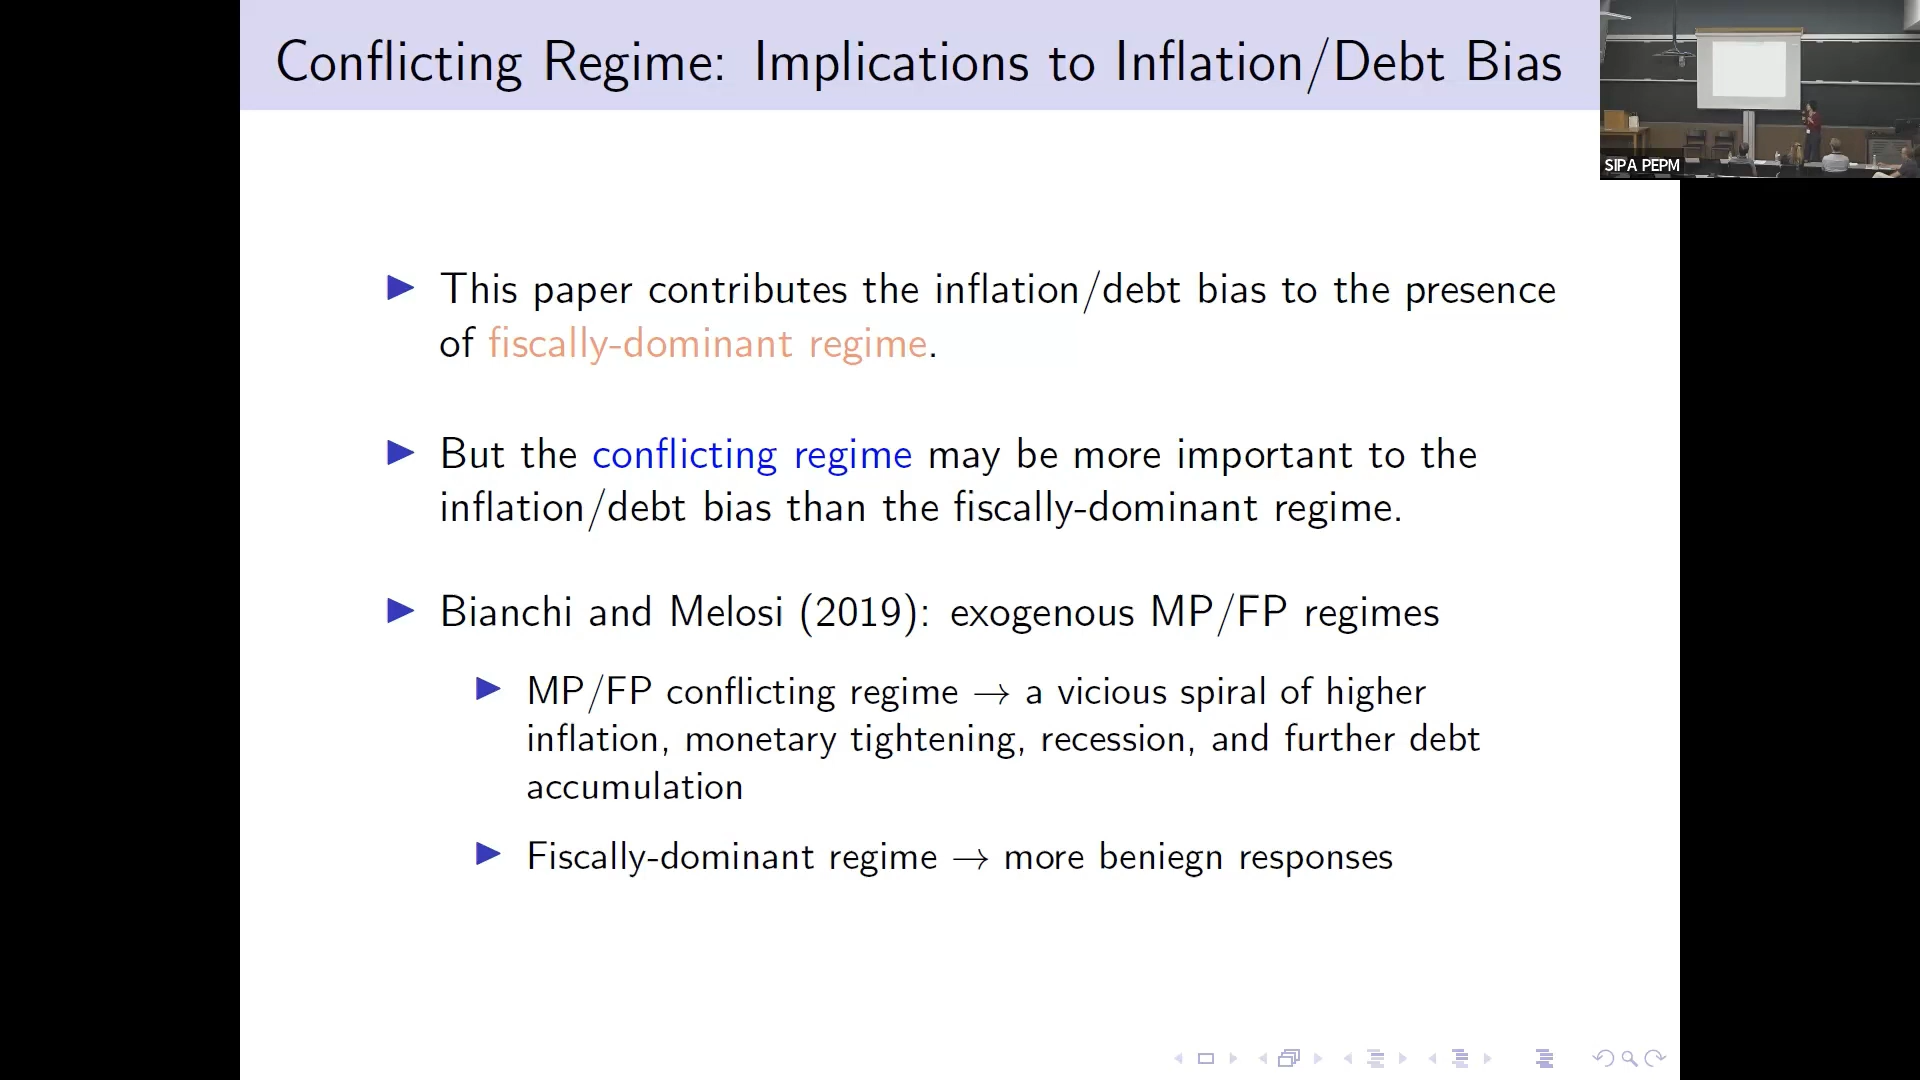 Conflicting Regime: Implications to Inflation/Debt Bias
SIPA PEPM
This paper contributes the inflation/debt bias to the presence
of fiscally-dominant regime.
But the conflicting regime may be more important to the
inflation/debt bias than the fiscally-dominant regime.
Bianchi and Melosi (2019): exogenous MP/FP regimes
MP/FP conflicting regime → a vicious spiral of higher
inflation, monetary tightening, recession, and further debt
accumulation
Fiscally-dominant regime → more beniegn responses